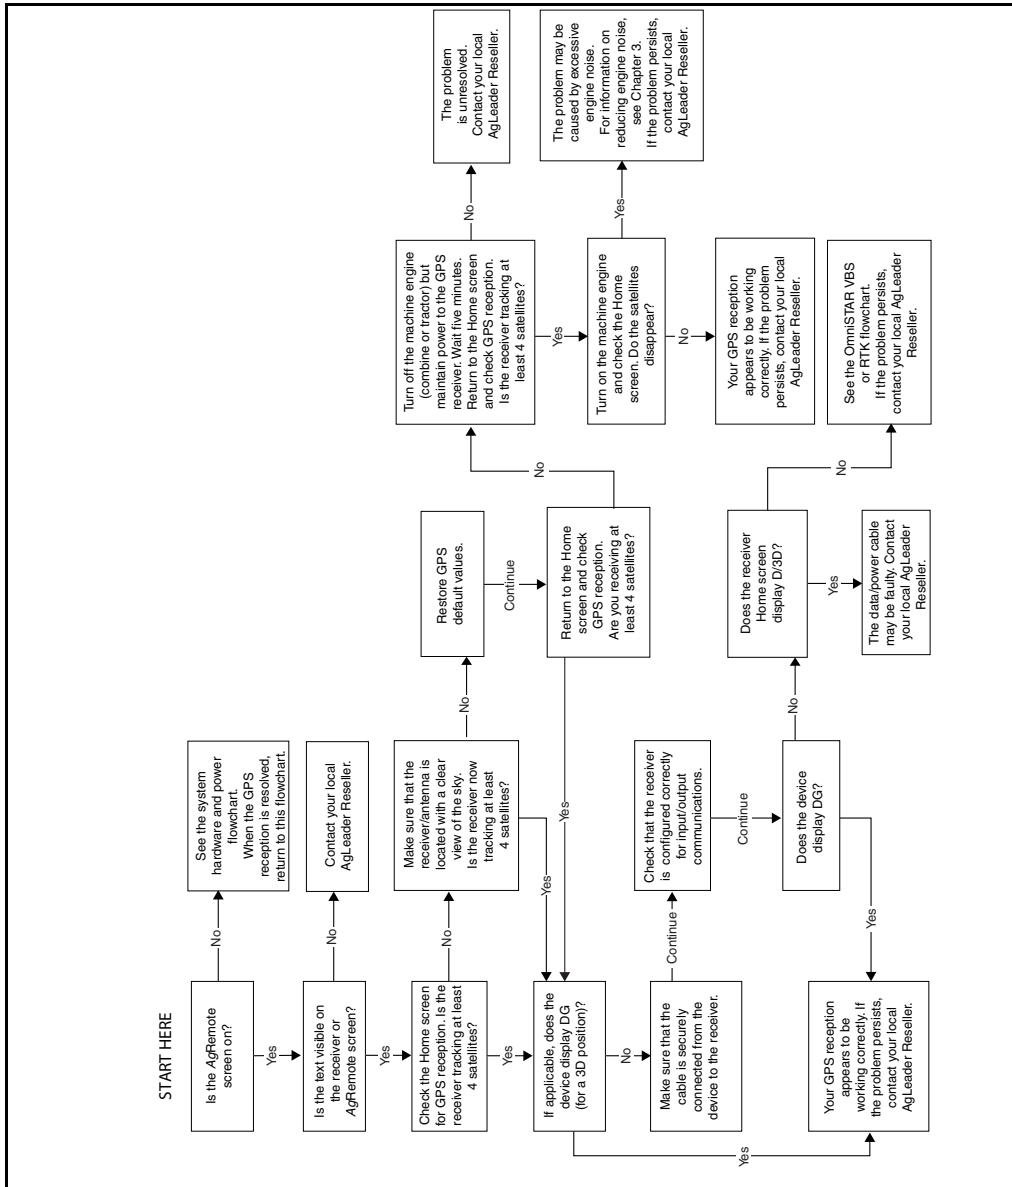 START HERE
Is the AgRemote
screen on?
No
See the system
hardware and power
flowchart.
When the GPS
reception is resolved,
return to this flowchart.
Yes
Is the text visible on
the receiver or
AgRemote screen?
No
Contact your local
AgLeader Reseller.
Yes
Check the Home screen
for GPS reception. Is the
receiver tracking at least
4 satellites?
No
Make sure that the
receiver/antenna is
located with a clear
view of the sky.
Is the receiver now
tracking at least
4 satellites?
No
Restore GPS
default values.
Continue
Return to the Home
screen and check
GPS reception.
Are you receiving at
least 4 satellites?
No
Turn off the machine engine
(combine or tractor) but
maintain power to the GPS
receiver. Wait five minutes.
Return to the Home screen
and check GPS reception.
Is the receiver tracking at
least 4 satellites?
No
The problem
is unresolved.
Contact your local
AgLeader Reseller.
Yes
Turn on the machine engine
and check the Home
screen. Do the satellites
disappear?
Yes
The problem may be
caused by excessive
engine noise.
For information on
reducing engine noise,
see Chapter 3.
If the problem persists,
contact your local
AgLeader Reseller.
No
Your GPS reception
appears to be working
correctly. If the problem
persists, contact your local
AgLeader Reseller.
Yes
Yes
Yes
If applicable, does the
device display DG
(for a 3D position)?
No
Make sure that the
cable is securely
connected from the
device to the receiver.
Continue
Check that the receiver
is configured correctly
for input/output
communications.
Continue
Does the device
display DG?
No
Does the receiver
Home screen
display D/3D?
No
See the OmniSTAR VBS
or RTK flowchart.
If the problem persists,
contact your local AgLeader
Reseller.
Yes
The data/power cable
may be faulty. Contact
your local AgLeader
Reseller.
Yes
Yes
Your GPS reception
appears to be
working correctly. If
the problem persists,
contact your local
AgLeader Reseller.